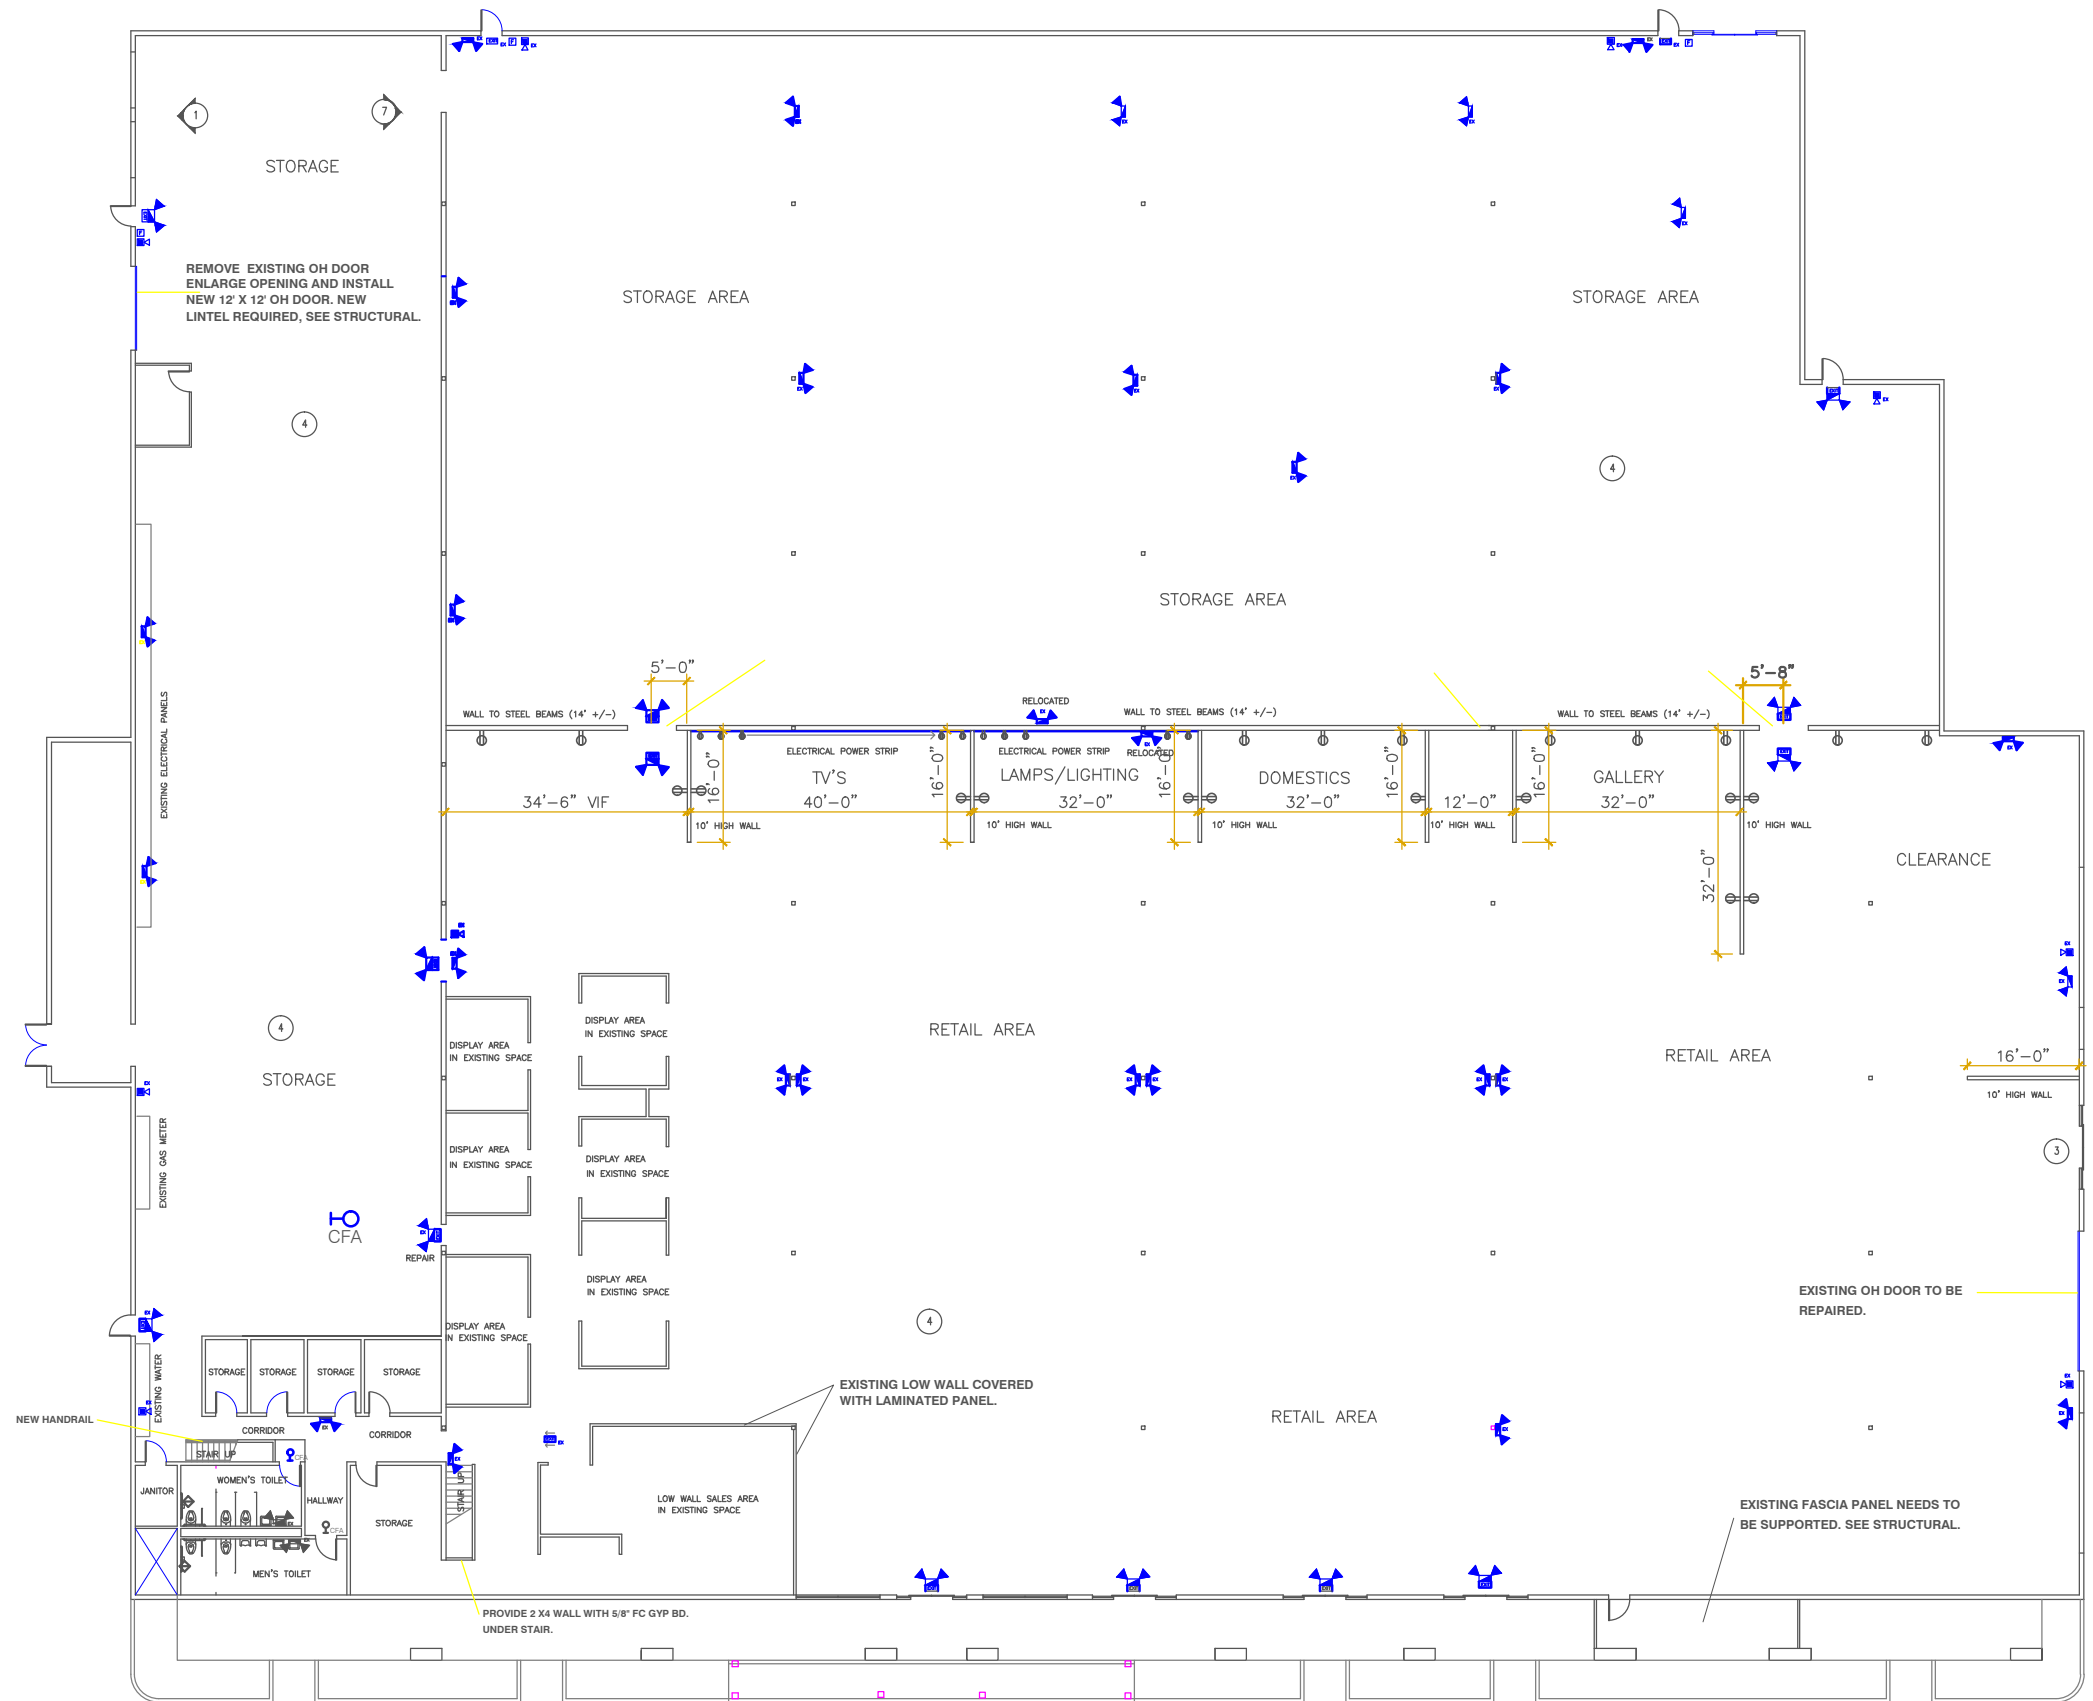 1
7
STORAGE
REMOVE EXISTING OH DOOR
ENLARGE OPENING AND INSTALL
NEW 12' X 12' OH DOOR. NEW
LINTEL REQUIRED, SEE STRUCTURAL.
STORAGE AREA
STORAGE AREA
4
4
STORAGE AREA
5'-0"
5'-8"
RELOCATED
WALL TO STEEL BEAMS (14' +/-)
WALL TO STEEL BEAMS (14' +/-)
WALL TO STEEL BEAMS (14' +/-)
EXISTING ELECTRICAL PANELS
ELECTRICAL POWER STRIP
ELECTRICAL POWER STRIP
RELOCATED
16'-0"
TV'S
16'-0"
LAMPS/LIGHTING
16'-0"
DOMESTICS
16'-0"
16'-0"
GALLERY
34'-6" VIF
40'-0"
32'-0"
32'-0"
12'-0"
32'-0"
10' HIGH WALL
10' HIGH WALL
10' HIGH WALL
10' HIGH WALL
10' HIGH WALL
32'-0"
CLEARANCE
4
STORAGE
DISPLAY AREA
IN EXISTING SPACE
DISPLAY AREA
IN EXISTING SPACE
RETAIL AREA
RETAIL AREA
16'-0"
10' HIGH WALL
EXISTING GAS METER
DISPLAY AREA
IN EXISTING SPACE
DISPLAY AREA
IN EXISTING SPACE
3
CFA
REPAIR
DISPLAY AREA
IN EXISTING SPACE
EXISTING OH DOOR TO BE
REPAIRED.
DISPLAY AREA
IN EXISTING SPACE
4
EXISTING WATER
STORAGE
STORAGE
STORAGE
STORAGE
EXISTING LOW WALL COVERED
WITH LAMINATED PANEL.
NEW HANDRAIL
CORRIDOR
CORRIDOR
RETAIL AREA
STAIR UP
CFA
WOMEN'S TOILET
JANITOR
HALLWAY
STAIR UP
LOW WALL SALES AREA
IN EXISTING SPACE
STORAGE
CFA
MEN'S TOILET
EXISTING FASCIA PANEL NEEDS TO
BE SUPPORTED. SEE STRUCTURAL.
PROVIDE 2 X4 WALL WITH 5/8" FC GYP BD.
UNDER STAIR.